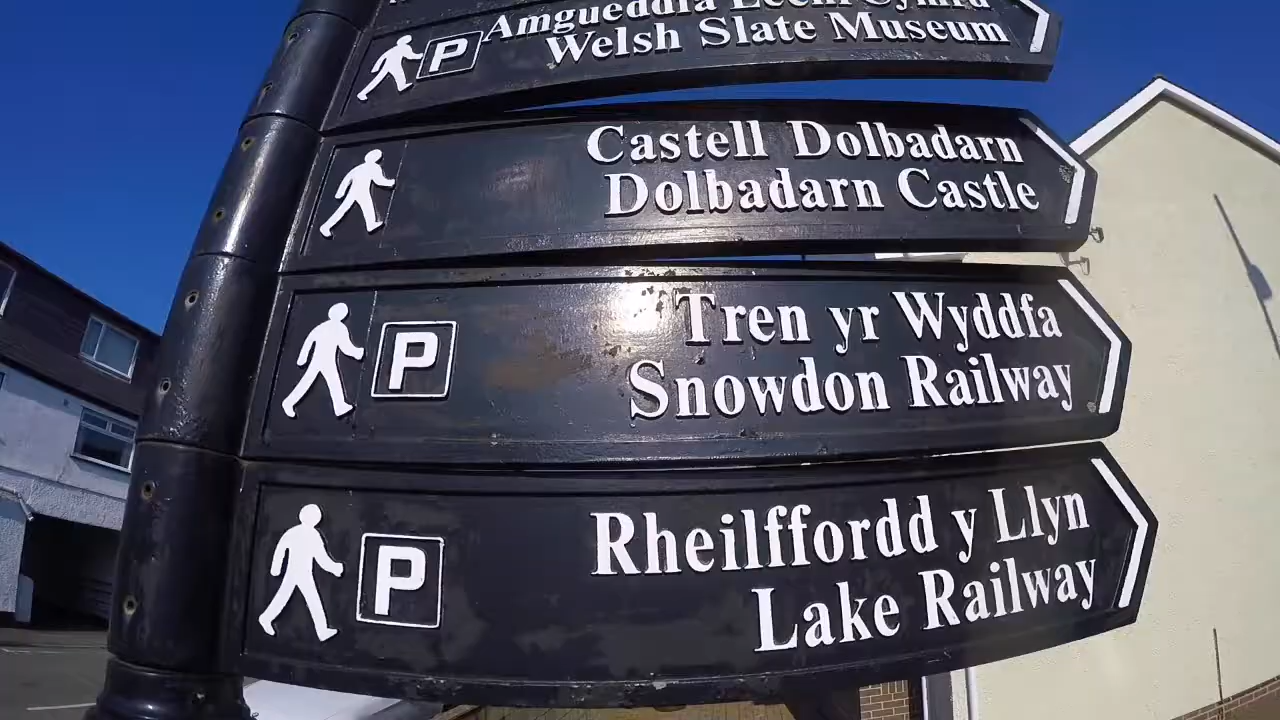 Amgueddfa Lechi Cymru
P Welsh Slate Museum
Castell Dolbadarn
Dolbadarn Castle
Tren yr Wyddfa
P Snowdon Railway
Rheilffordd y Llyn
P Lake Railway